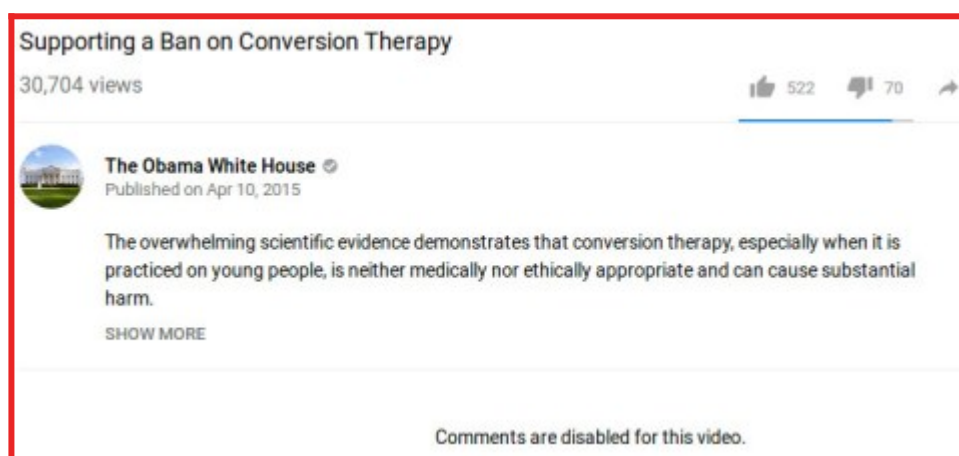 Supporting a Ban on Conversion Therapy
30,704 views
522 70
The Obama White House
Published on Apr 10, 2015
The overwhelming scientific evidence demonstrates that conversion therapy, especially when it is
practiced on young people, is neither medically nor ethically appropriate and can cause substantial
harm.
SHOW MORE
Comments are disabled for this video.